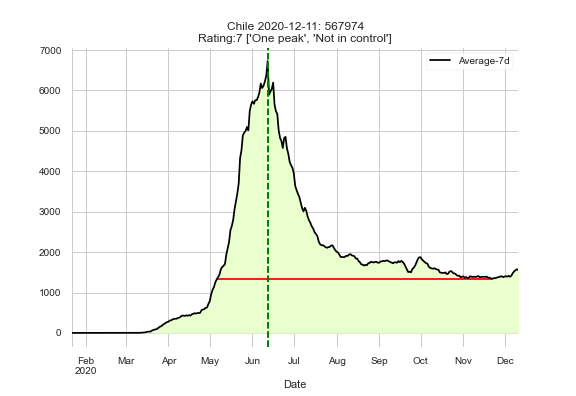 Chile 2020-12-11: 567974
Rating:7 ['One peak', 'Not in control']
7000
Average-7d
6000
5000
4000
3000
2000
1000
0
Feb Mar Apr May Jun Jul Aug Sep Oct Nov Dec
2020
Date